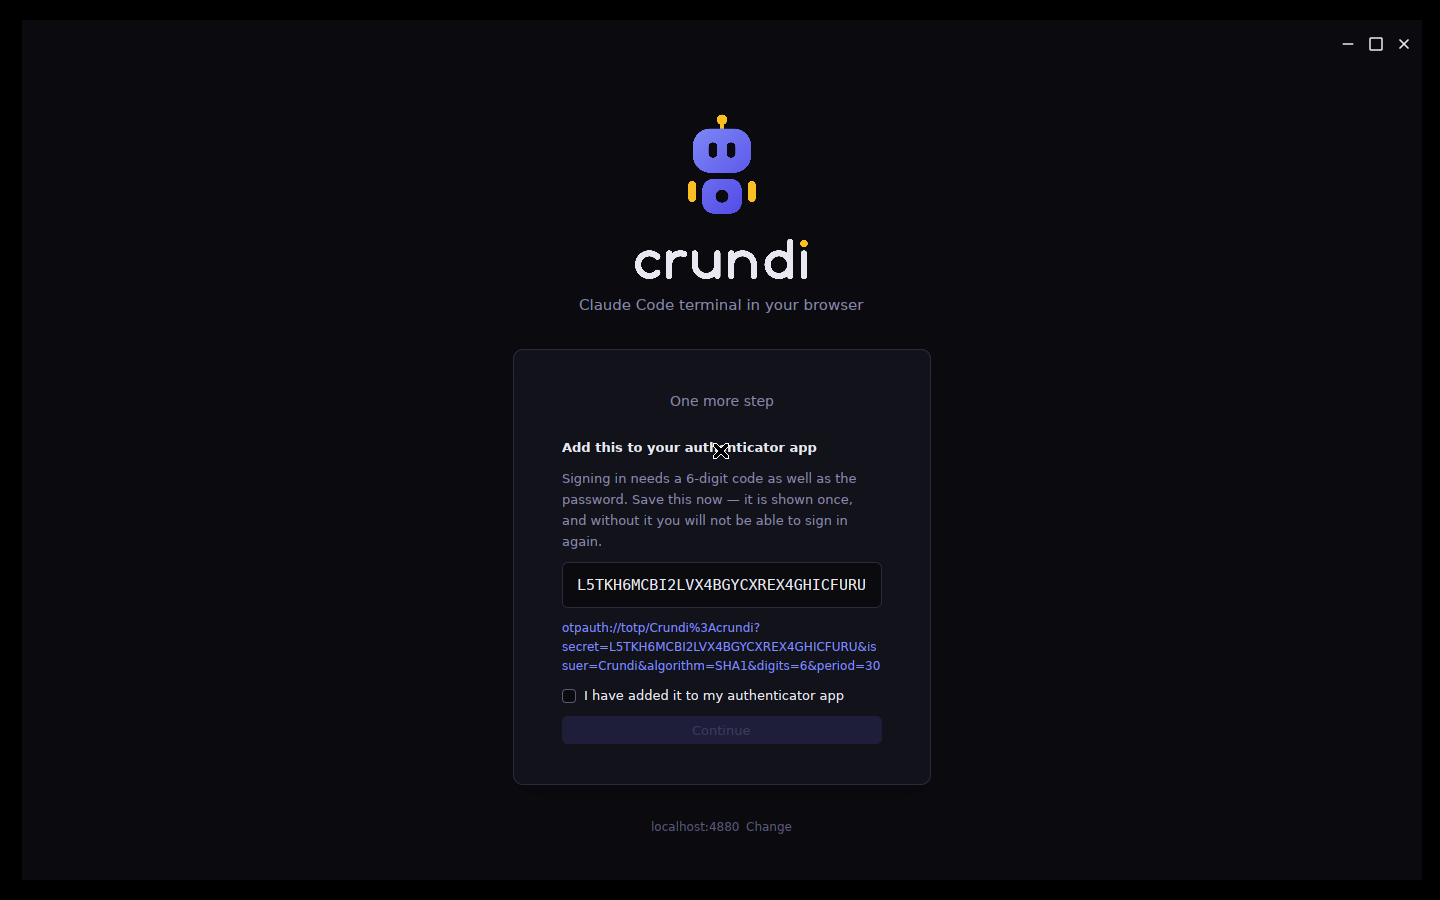 crundi
Claude Code terminal in your browser
One more step
Add this to your authenticator app
Signing in needs a 6-digit code as well as the
password. Save this now — it is shown once,
and without it you will not be able to sign in
again.
L5TKH6MCBI2LVX4BGYCXREX4GHICFURU
otpauth://totp/Crundi%3Acrundi?
secret=L5TKH6MCBI2LVX4BGYCXREX4GHICFURU&is
suer=Crundi&algorithm=SHA1&digits=6&period=30
I have added it to my authenticator app
Continue
localhost:4880 Change